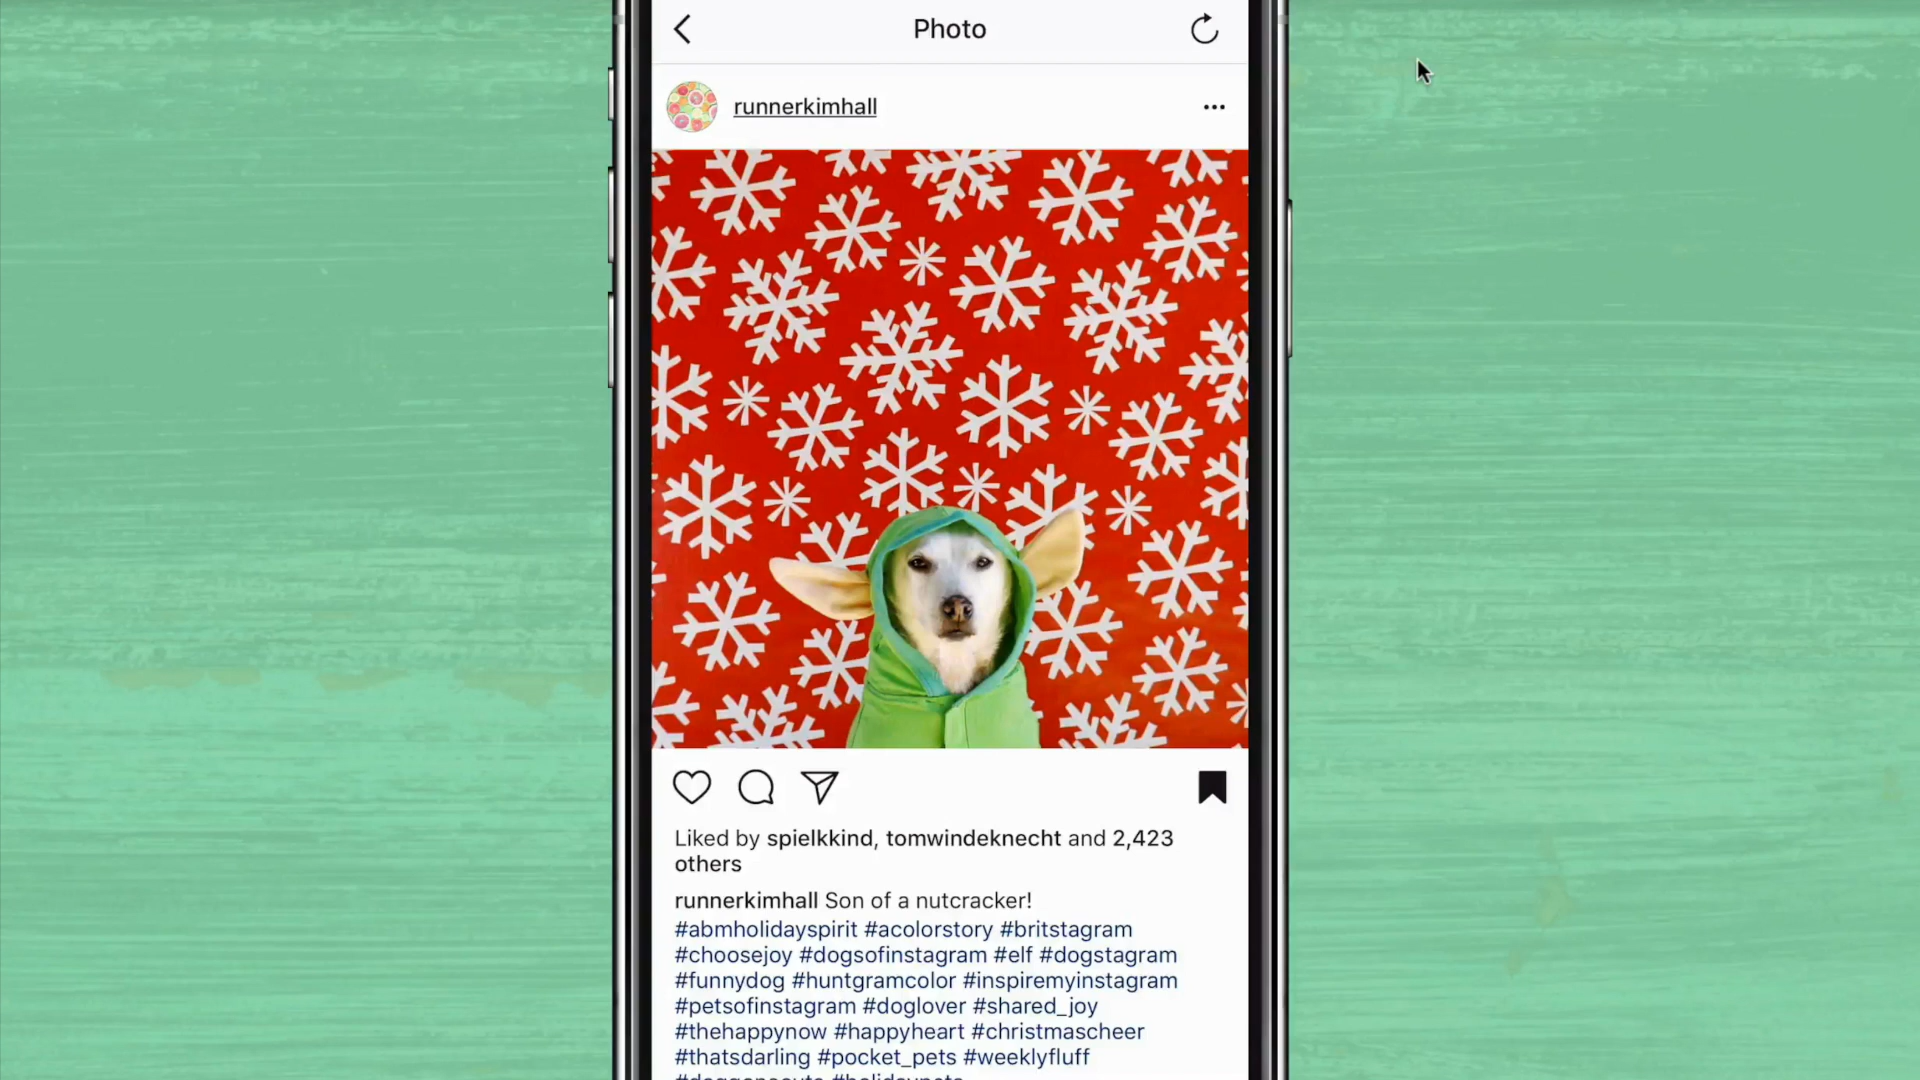 Photo
runnerkimhall
Liked by spielkkind, tomwindeknecht and 2,423
others
runnerkimhall Son of a nutcracker!
#abmholidayspirit #acolorstory #britstagram
#choosejoy #dogsofinstagram #elf #dogstagram
#funnydog #huntgramcolor #inspiremyinstagram
#petsofinstagram #doglover #shared_joy
#thehappynow #happyheart #christmascheer
#thatsdarling #pocket_pets #weeklyfluff